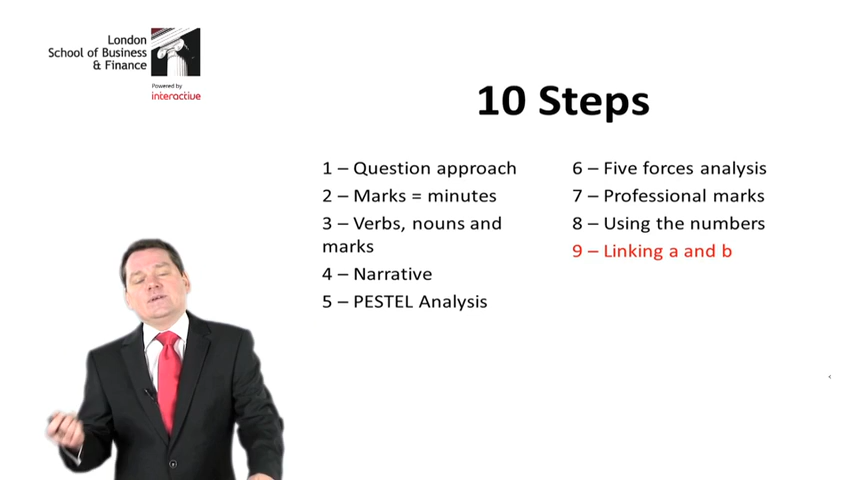 London
School of Business
& Finance
Powered by
interactive
10 Steps
1 – Question approach
2 – Marks = minutes
3 – Verbs, nouns and
marks
4 – Narrative
5 – PESTEL Analysis
6 – Five forces analysis
7 – Professional marks
8 – Using the numbers
9 – Linking a and b